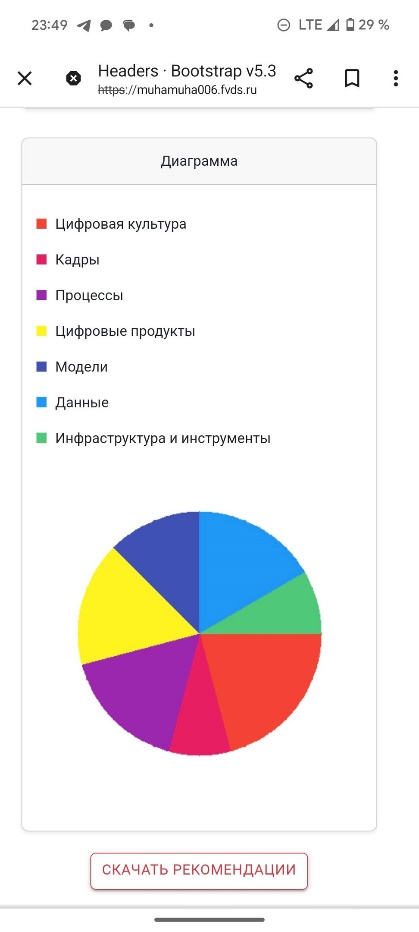 23:49
LTE 29 %
Headers · Bootstrap v5.3
https://muhamuha006.fvds.ru
Диаграмма
Цифровая культура
Кадры
Процессы
Цифровые продукты
Модели
Данные
Инфраструктура и инструменты
СКАЧАТЬ РЕКОМЕНДАЦИИ